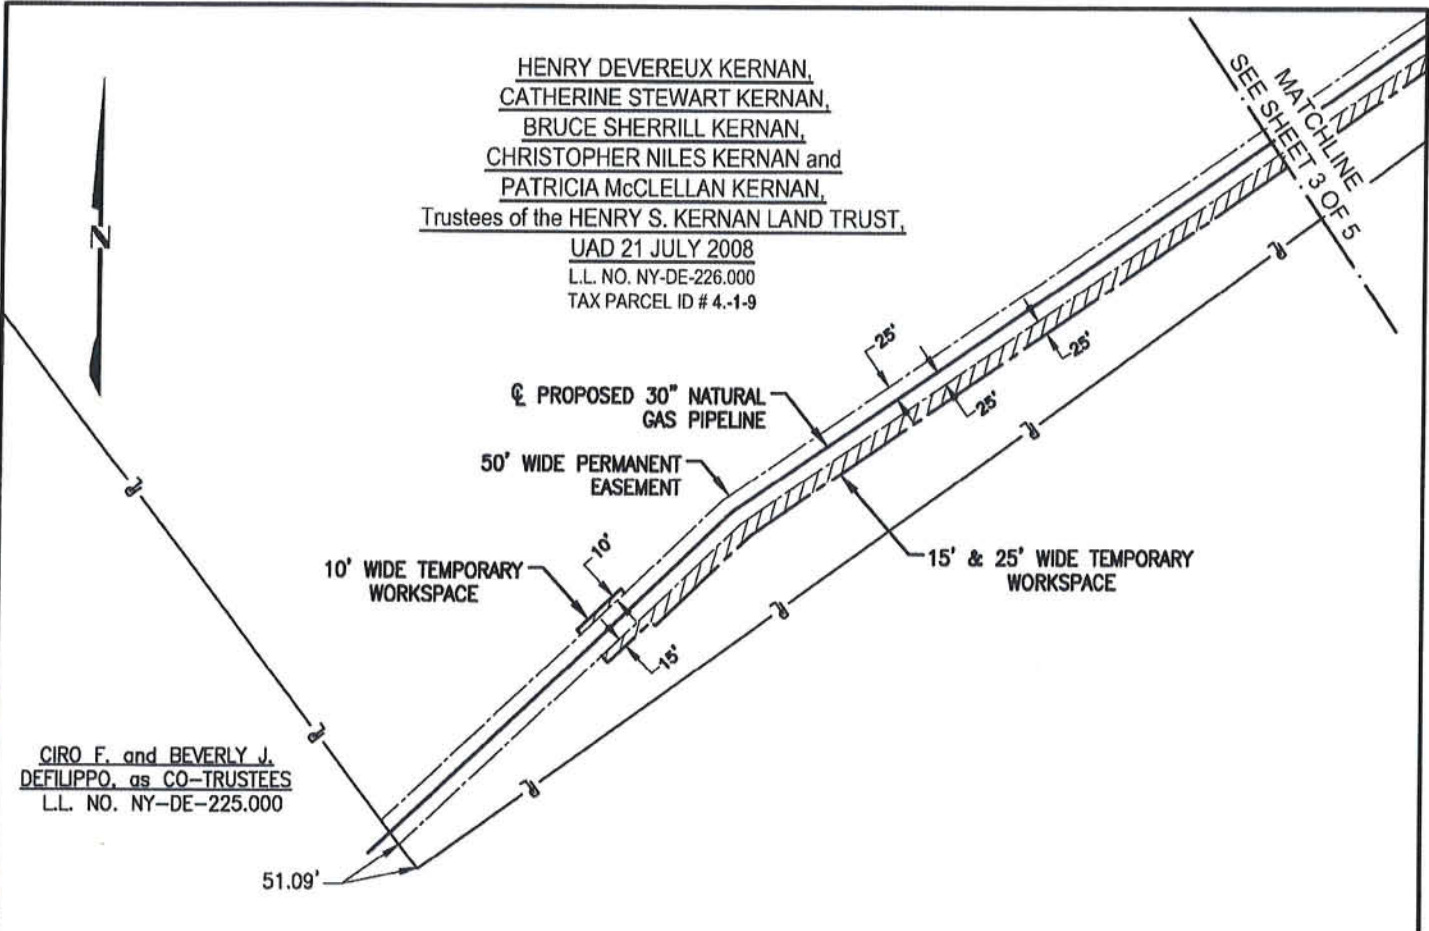 HENRY DEVEREUX KERNAN,
CATHERINE STEWART KERNAN,
BRUCE SHERRILL KERNAN,
CHRISTOPHER NILES KERNAN and
PATRICIA McCLELLAN KERNAN,
Trustees of the HENRY S. KERNAN LAND TRUST,
UAD 21 JULY 2008
L.L. NO. NY-DE-226.000
TAX PARCEL ID # 4.-1-9
MATCHLINE
SEE SHEET 3 OF 5
N
25'
25'
25'
℄ PROPOSED 30" NATURAL
GAS PIPELINE
50' WIDE PERMANENT
EASEMENT
10'
10' WIDE TEMPORARY
WORKSPACE
15' & 25' WIDE TEMPORARY
WORKSPACE
15'
CIRO F. and BEVERLY J.
DEFILIPPO, as CO-TRUSTEES
L.L. NO. NY-DE-225.000
51.09'